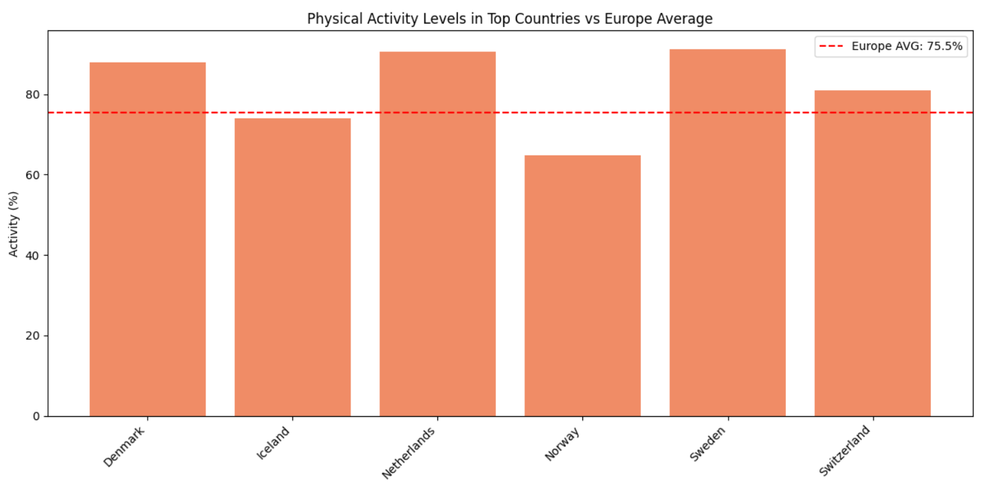 Physical Activity Levels in Top Countries vs Europe Average
Europe AVG: 75.5%
Activity (%)
80
60
40
20
0
Denmark
Iceland
Netherlands
Norway
Sweden
Switzerland